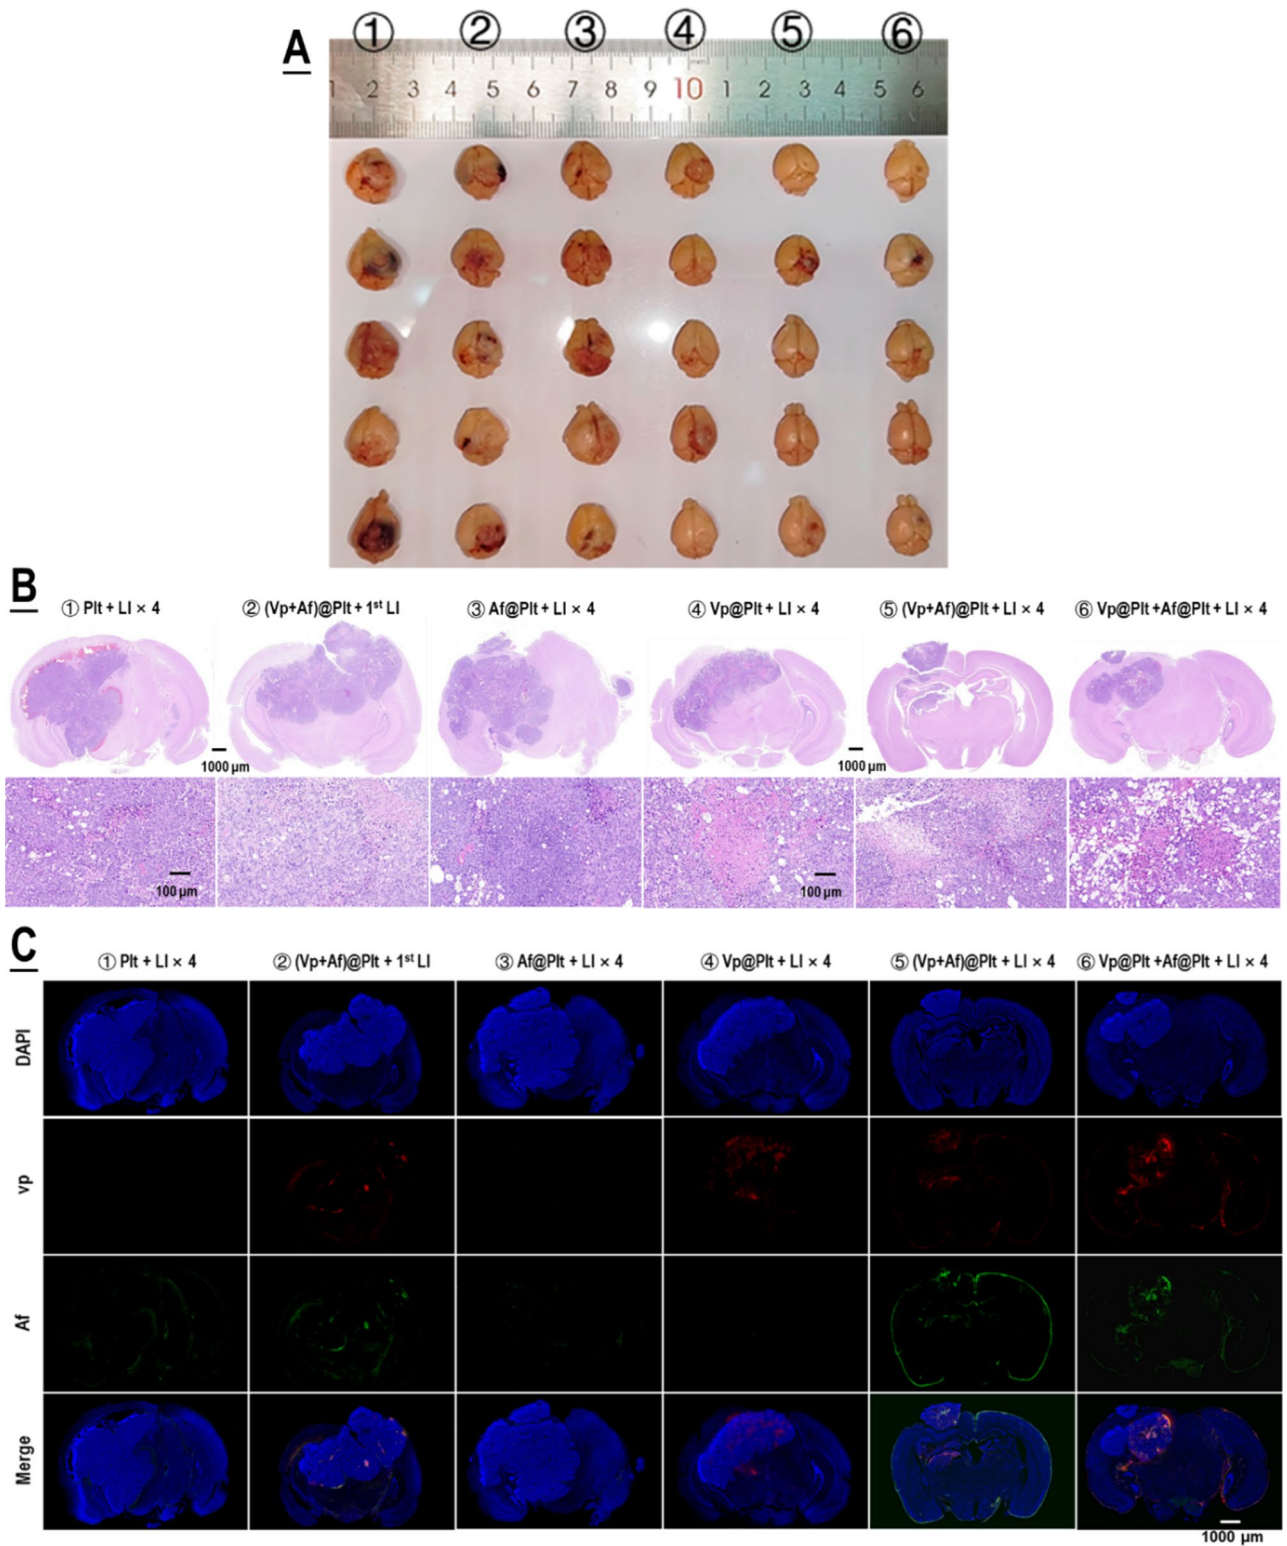 ① ② ③ ④ ⑤ ⑥
A
1 2 3 4 5 6 7 8 9 10 1 2 3 4 5 6
B
① Plt + LI × 4 ② (Vp+Af)@Plt + 1st LI ③ Af@Plt + LI × 4 ④ Vp@Plt + LI × 4 ⑤ (Vp+Af)@Plt + LI × 4 ⑥ Vp@Plt +Af@Plt + LI × 4
1000 μm 1000 μm
100 μm 100 μm
C
① Plt + LI × 4 ② (Vp+Af)@Plt + 1st LI ③ Af@Plt + LI × 4 ④ Vp@Plt + LI × 4 ⑤ (Vp+Af)@Plt + LI × 4 ⑥ Vp@Plt +Af@Plt + LI × 4
DAPI
vp
Af
Merge
1000 μm